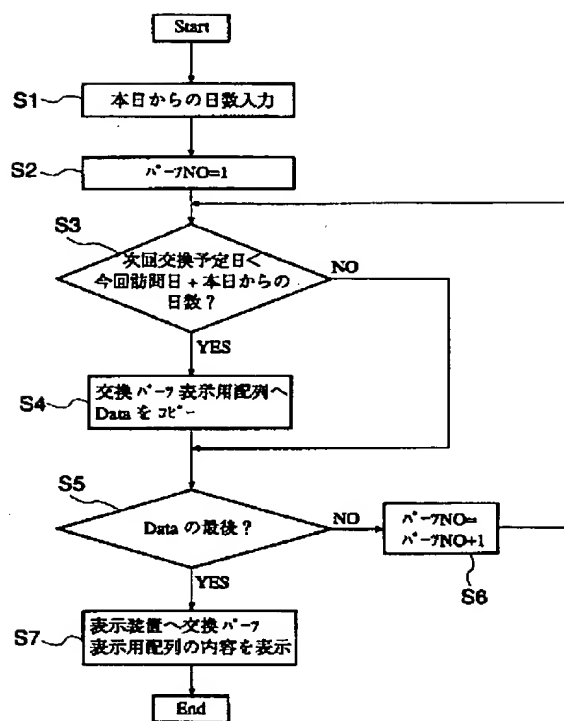 Start
S1
本日からの日数入力
S2
パーツNO=1
S3
次回交換予定日<
今回訪問日+本日からの
日数?
NO
YES
S4
交換パーツ表示用配列へ
Dataをコピー
S5
Dataの最後?
NO
パーツNO=
パーツNO+1
S6
YES
S7
表示装置へ交換パーツ
表示用配列の内容を表示
End